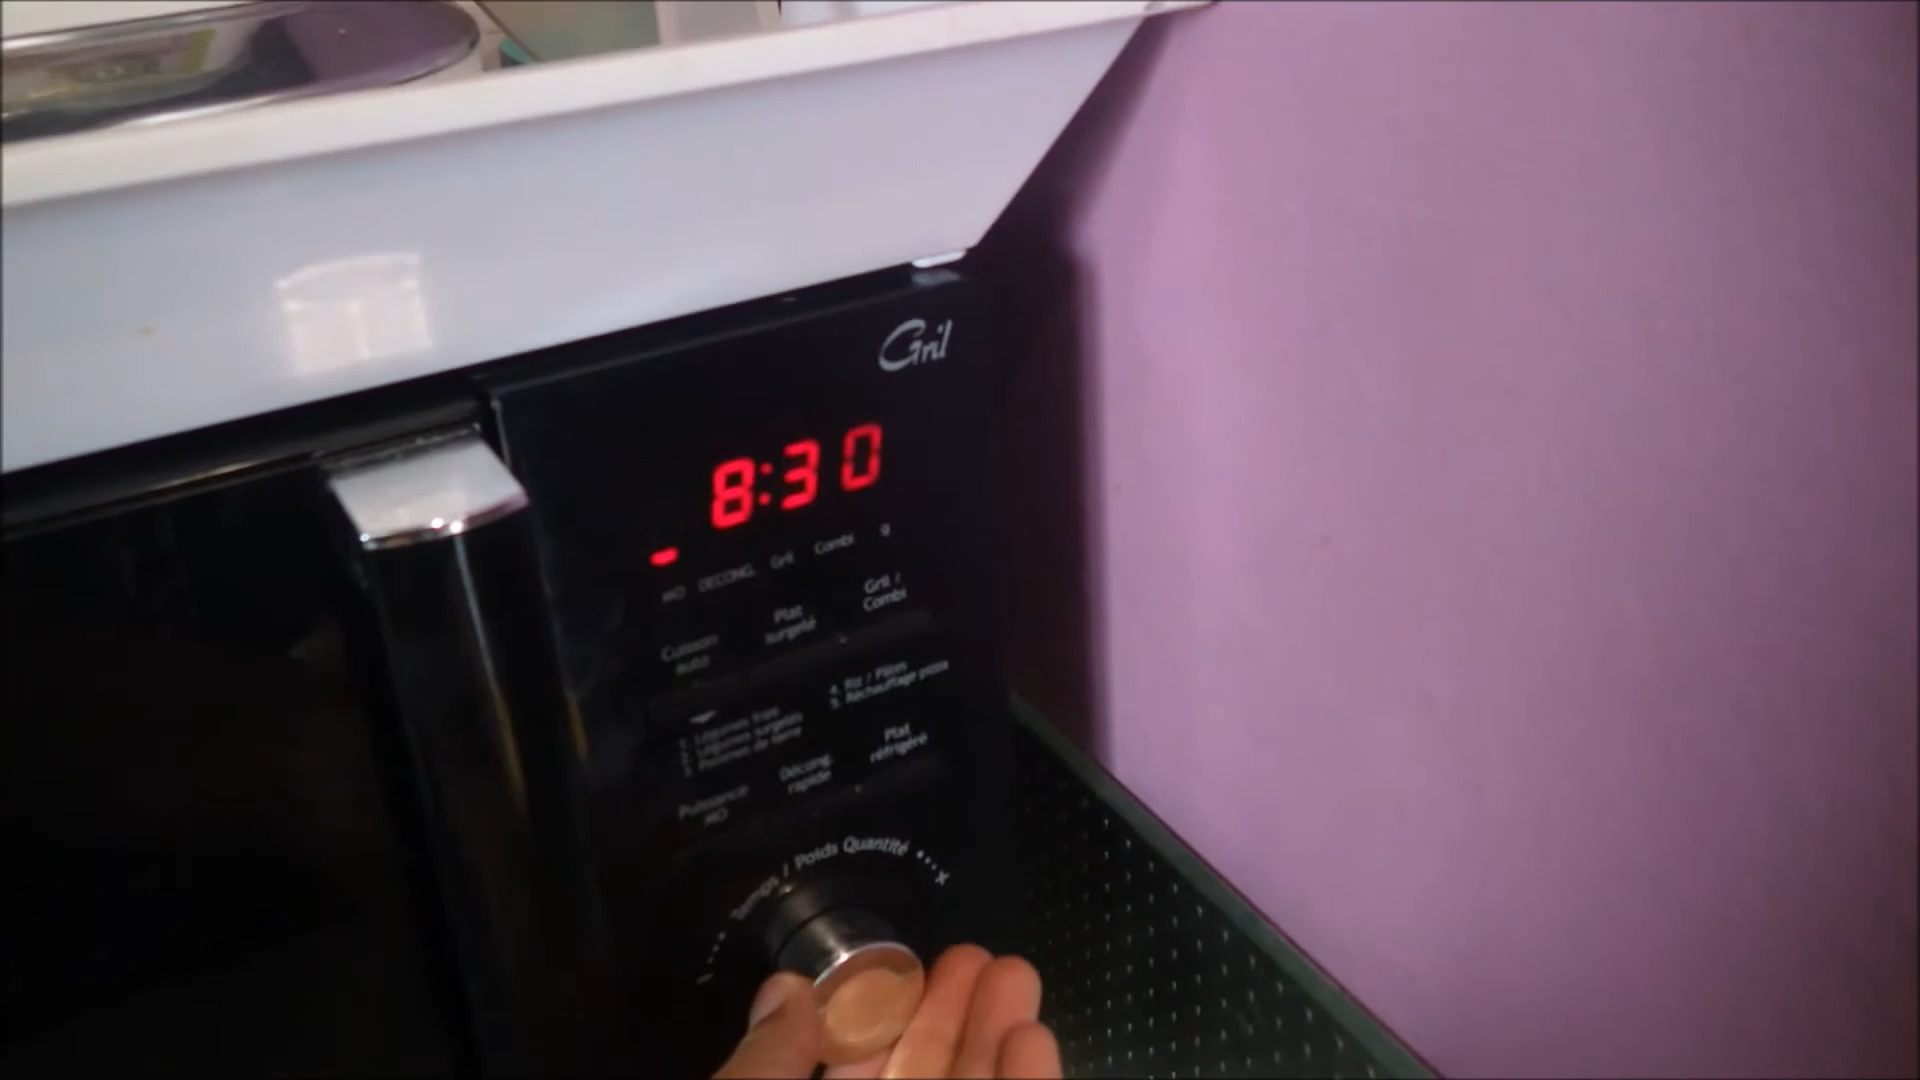 Gril
8:30
MO DECONG. Gril Combi g
Cuisson auto
Plat surgelé
Gril / Combi
1. Légumes frais
2. Légumes surgelés
3. Pommes de terre
4. Riz / Pâtes
5. Réchauffage pizza
Puissance MO
Décong. rapide
Plat réfrigéré
- .... Temps / Poids Quantité .... +